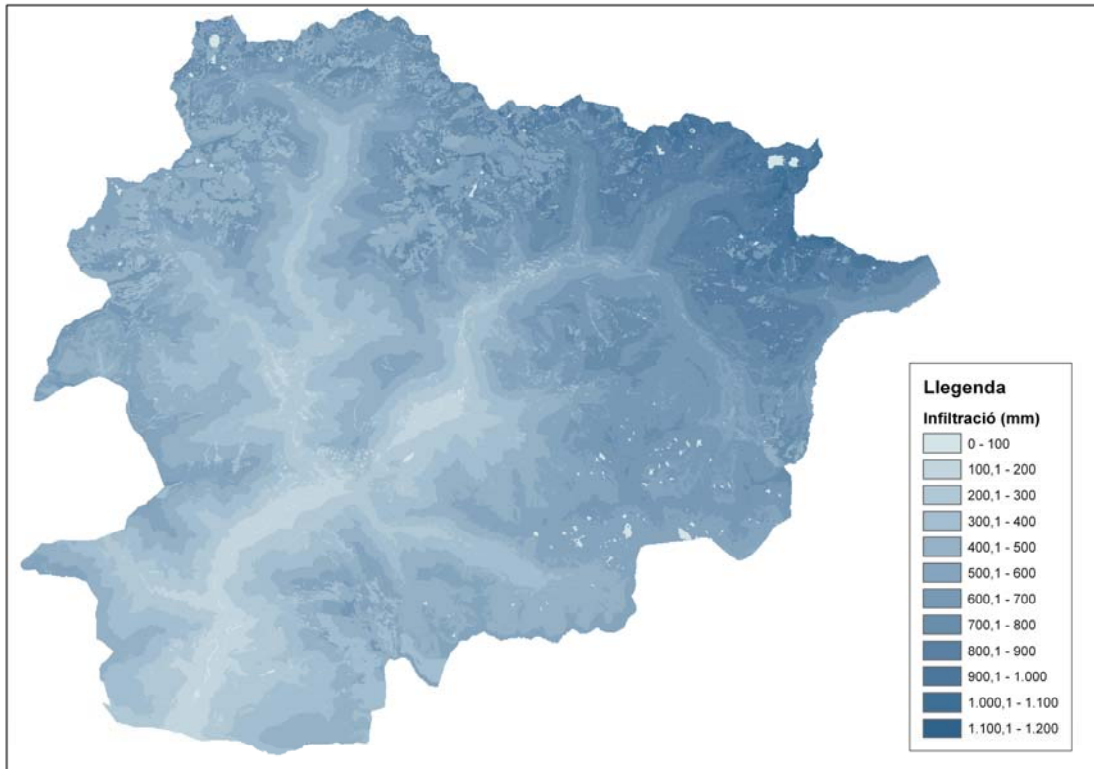 Llegenda
Infiltració (mm)
0 - 100
100,1 - 200
200,1 - 300
300,1 - 400
400,1 - 500
500,1 - 600
600,1 - 700
700,1 - 800
800,1 - 900
900,1 - 1.000
1.000,1 - 1.100
1.100,1 - 1.200